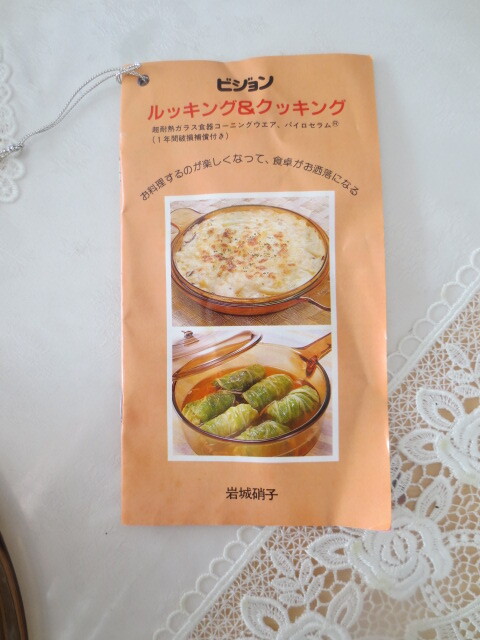 ビジョン
ルッキング&クッキング
超耐熱ガラス食器コーニングウエア、パイロセラム®
(1年間破損補償付き)
お料理するのが楽しくなって、食卓がお洒落になる
岩城硝子